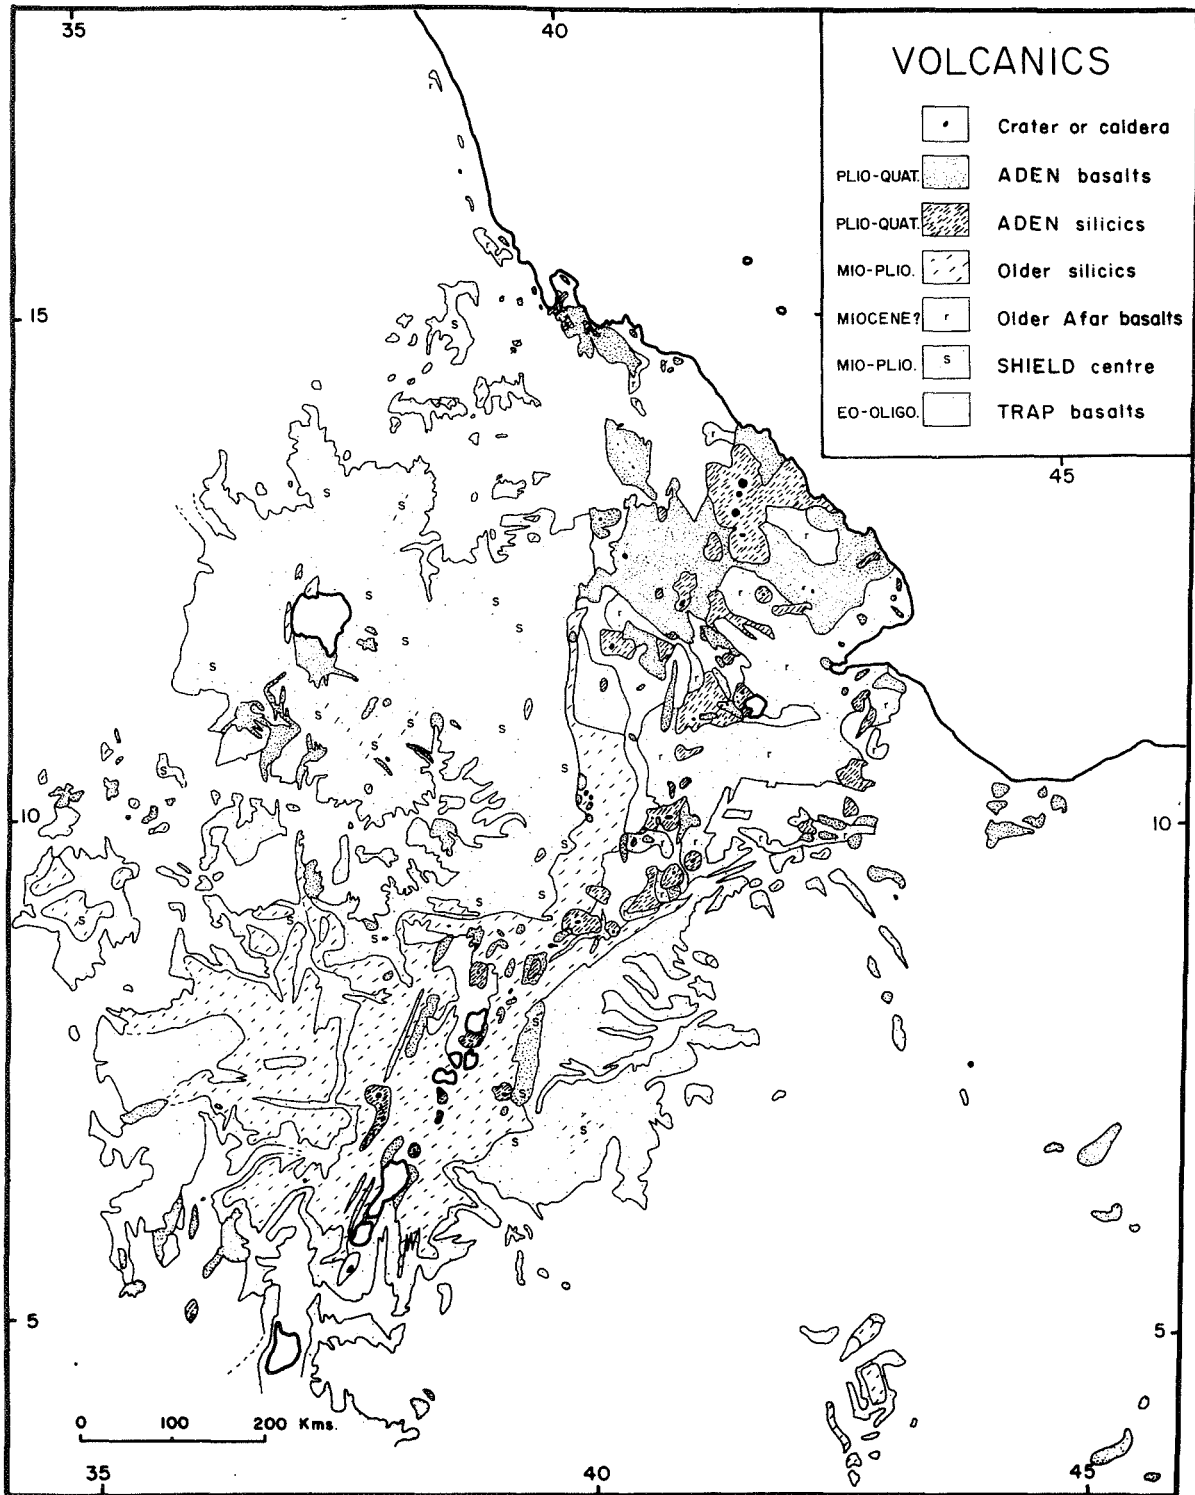 35
40
VOLCANICS
Crater or caldera
PLIO-QUAT. ADEN basalts
PLIO-QUAT. ADEN silicics
MIO-PLIO. Older silicics
MIOCENE? r Older Afar basalts
MIO-PLIO. s SHIELD centre
EO-OLIGO. TRAP basalts
15
45
10
10
5
5
0 100 200 Kms.
35
40
45